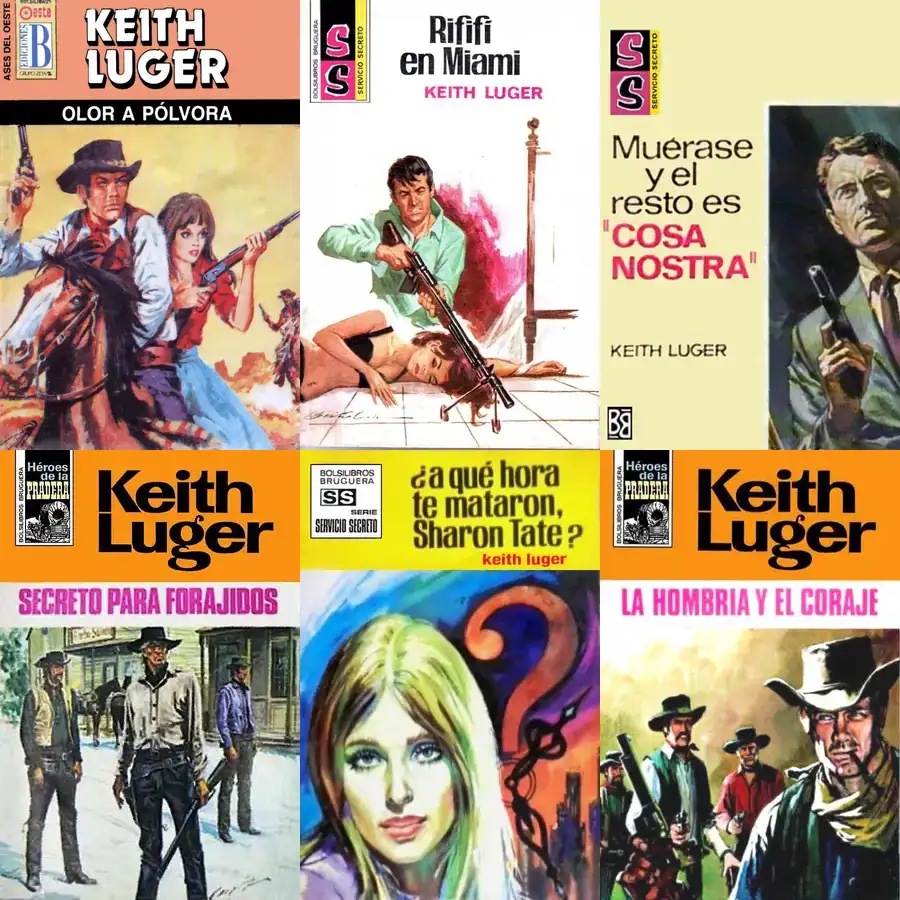 ASES DEL OESTE
Oeste
EDICIONES
B
GRUPO ZETA
KEITH
LUGER
OLOR A PÓLVORA
BOLSILIBROS BRUGUERA
SS
SERVICIO SECRETO
Rififí
en Miami
KEITH LUGER
SS
SERVICIO SECRETO
Muérase
y el
resto es
"COSA
NOSTRA"
KEITH LUGER
BB
BOLSILIBROS BRUGUERA
Héroes
de la
PRADERA
Keith
Luger
SECRETO PARA FORAJIDOS
BOLSILIBROS
BRUGUERA
SS
SERIE
SERVICIO SECRETO
¿a qué hora
te mataron,
Sharon Tate?
keith luger
BOLSILIBROS BRUGUERA
Héroes
de la
PRADERA
Keith
Luger
LA HOMBRIA Y EL CORAJE